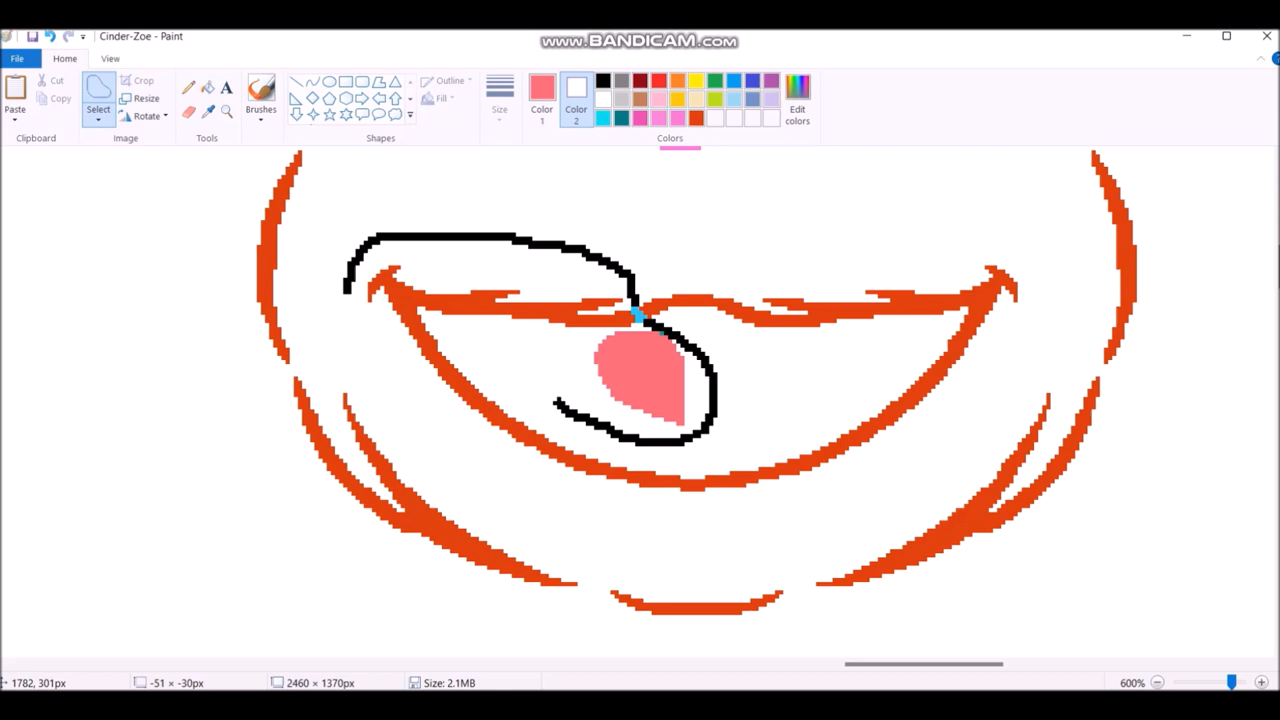 Cinder-Zoe - Paint
www.BANDICAM.com
File
Home
View
Paste
Cut
Copy
Clipboard
Select
Crop
Resize
Rotate
Image
A
Tools
Brushes
Shapes
Outline
Fill
Size
Color
1
Color
2
Edit
colors
Colors
1782, 301px
-51 × -30px
2460 × 1370px
Size: 2.1MB
600%